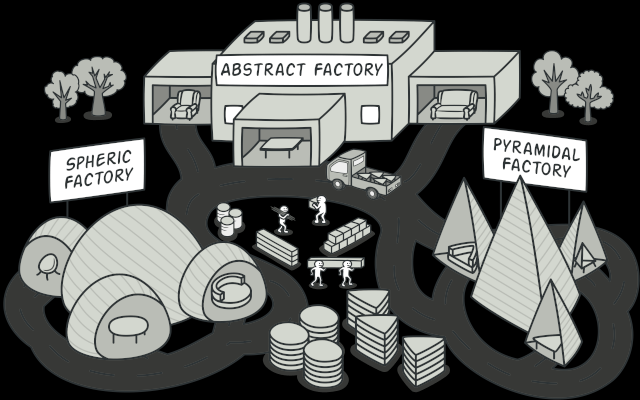 ABSTRACT FACTORY
SPHERIC
FACTORY
PYRAMIDAL
FACTORY